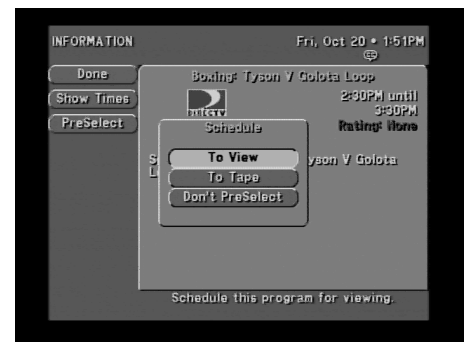 INFORMATION
Fri, Oct 20 • 1:51PM
Done
Show Times
PreSelect
Boxing: Tyson V Golota Loop
DIRECTV
2:30PM until
3:30PM
Rating: None
Schedule
To View
To Tape
Don't PreSelect
yson V Golota
Schedule this program for viewing.